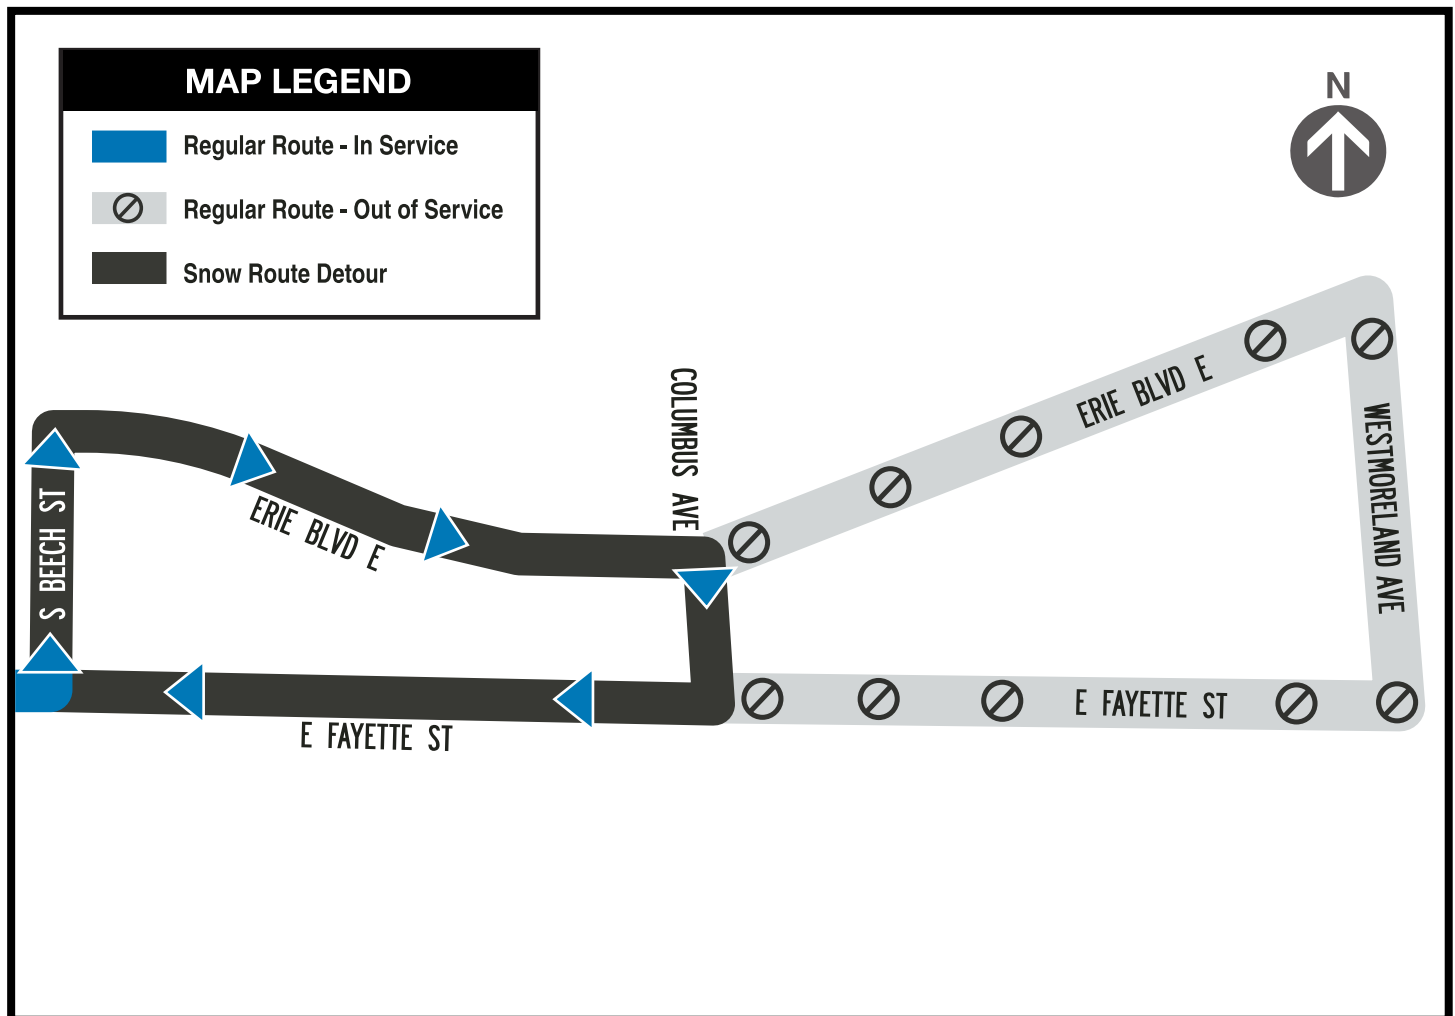 MAP LEGEND
Regular Route - In Service
Regular Route - Out of Service
Snow Route Detour
N
COLUMBUS AVE
ERIE BLVD E
WESTMORELAND AVE
ERIE BLVD E
S BEECH ST
E FAYETTE ST
E FAYETTE ST